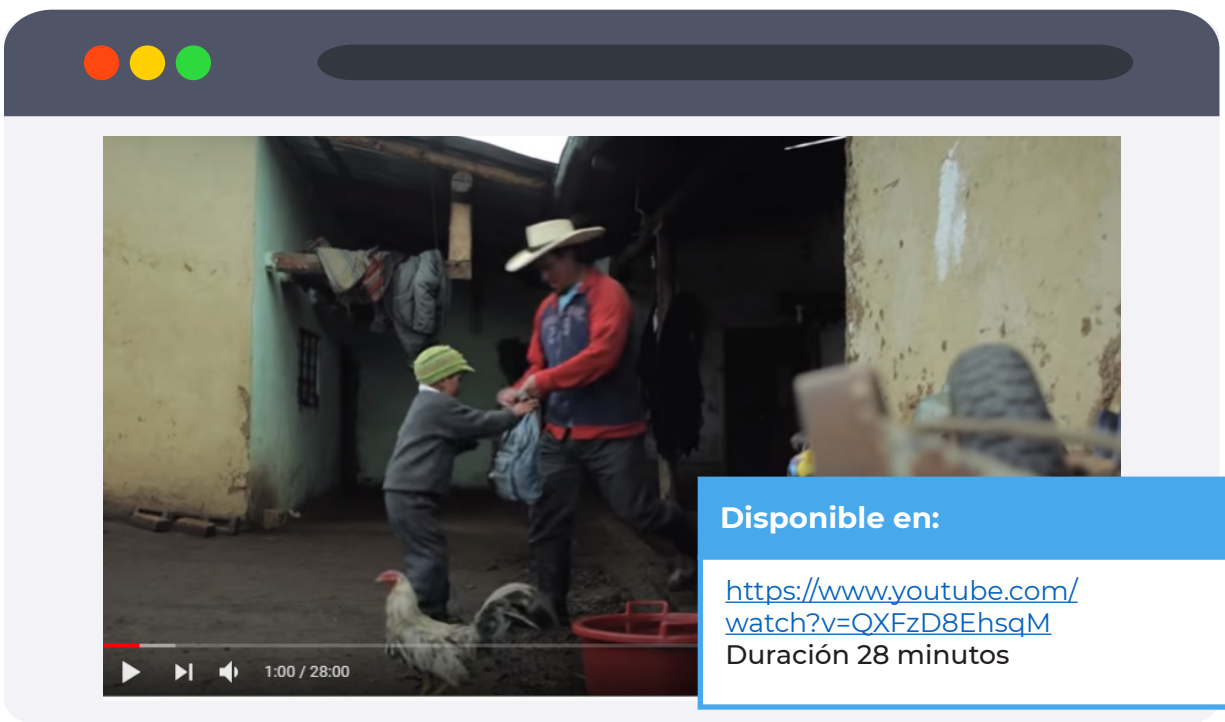 Disponible en:
https://www.youtube.com/
watch?v=QXFzD8EhsqM
Duración 28 minutos
1:00 / 28:00